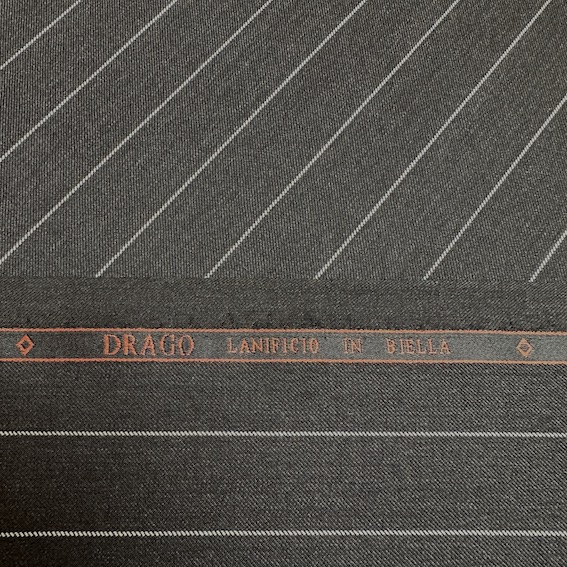 DRAGO LANIFICIO IN BIELLA